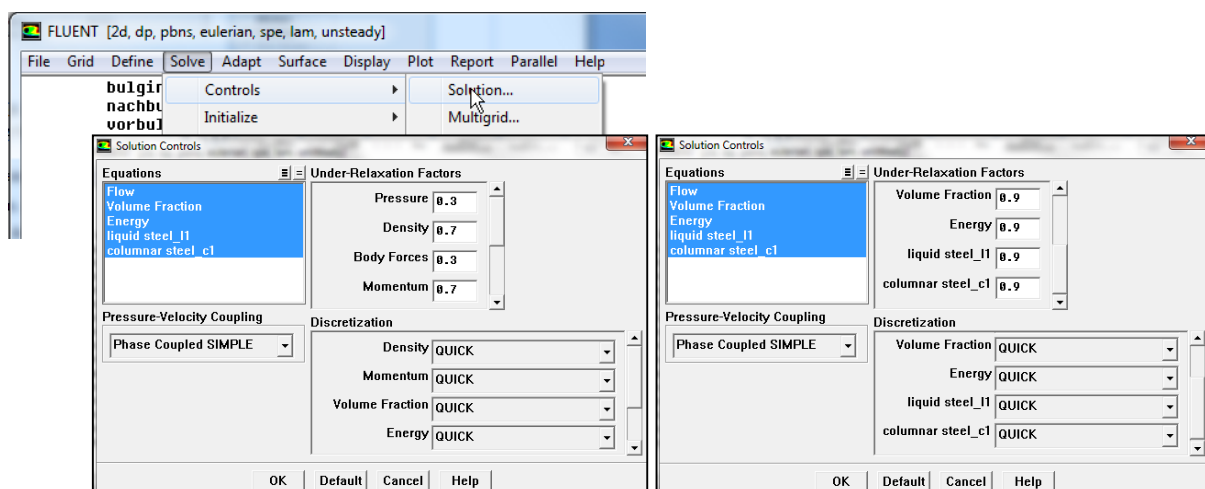 FLUENT [2d, dp, pbns, eulerian, spe, lam, unsteady]
File Grid Define Solve Adapt Surface Display Plot Report Parallel Help
bulgin
nachbu
vorbul
Controls
Initialize
Solution...
Multigrid...
Solution Controls
Equations
Flow
Volume Fraction
Energy
liquid steel_l1
columnar steel_c1
Under-Relaxation Factors
Pressure 0.3
Density 0.7
Body Forces 0.3
Momentum 0.7
Pressure-Velocity Coupling
Phase Coupled SIMPLE
Discretization
Density QUICK
Momentum QUICK
Volume Fraction QUICK
Energy QUICK
OK Default Cancel Help
Solution Controls
Equations
Flow
Volume Fraction
Energy
liquid steel_l1
columnar steel_c1
Under-Relaxation Factors
Volume Fraction 0.9
Energy 0.9
liquid steel_l1 0.9
columnar steel_c1 0.9
Pressure-Velocity Coupling
Phase Coupled SIMPLE
Discretization
Volume Fraction QUICK
Energy QUICK
liquid steel_l1 QUICK
columnar steel_c1 QUICK
OK Default Cancel Help